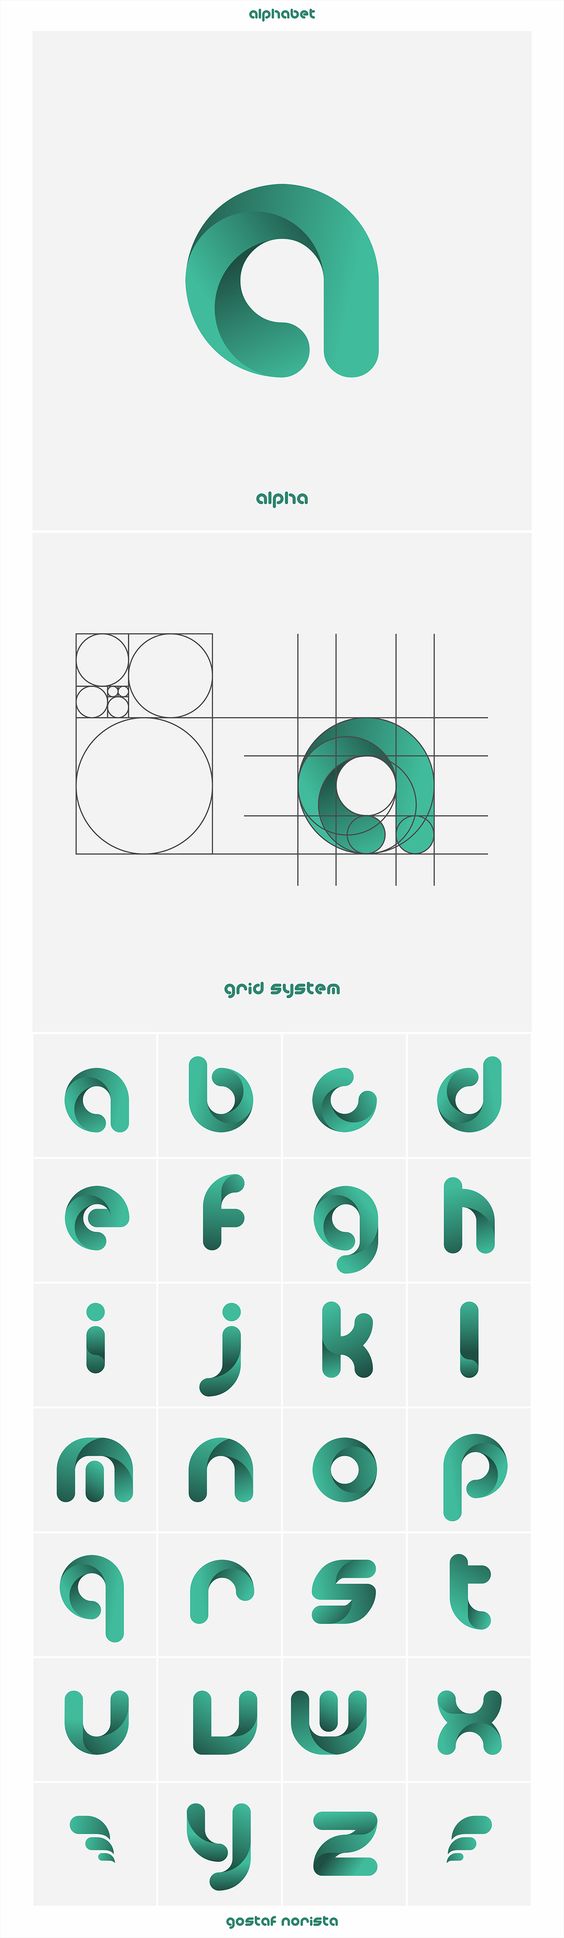 alphabet
a
alpha
a
grid system
a b c d
e f g h
i j k l
m n o p
q r s t
u v w x
y z
gostaf norista